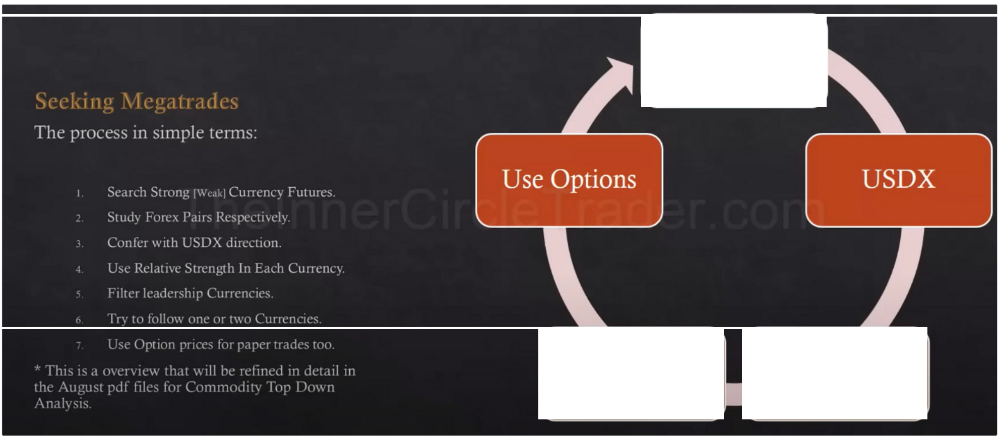 Seeking Megatrades
The process in simple terms:
1. Search Strong [Weak] Currency Futures.
2. Study Forex Pairs Respectively.
3. Confer with USDX direction.
4. Use Relative Strength In Each Currency.
5. Filter leadership Currencies.
6. Try to follow one or two Currencies.
7. Use Option prices for paper trades too.
* This is a overview that will be refined in detail in
the August pdf files for Commodity Top Down
Analysis.
Use Options
USDX
TheInnerCircleTrader.com